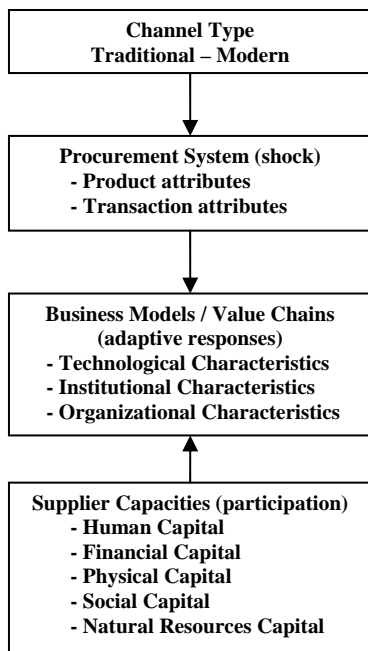 Channel Type
Traditional – Modern
Procurement System (shock)
- Product attributes
- Transaction attributes
Business Models / Value Chains
(adaptive responses)
- Technological Characteristics
- Institutional Characteristics
- Organizational Characteristics
Supplier Capacities (participation)
- Human Capital
- Financial Capital
- Physical Capital
- Social Capital
- Natural Resources Capital